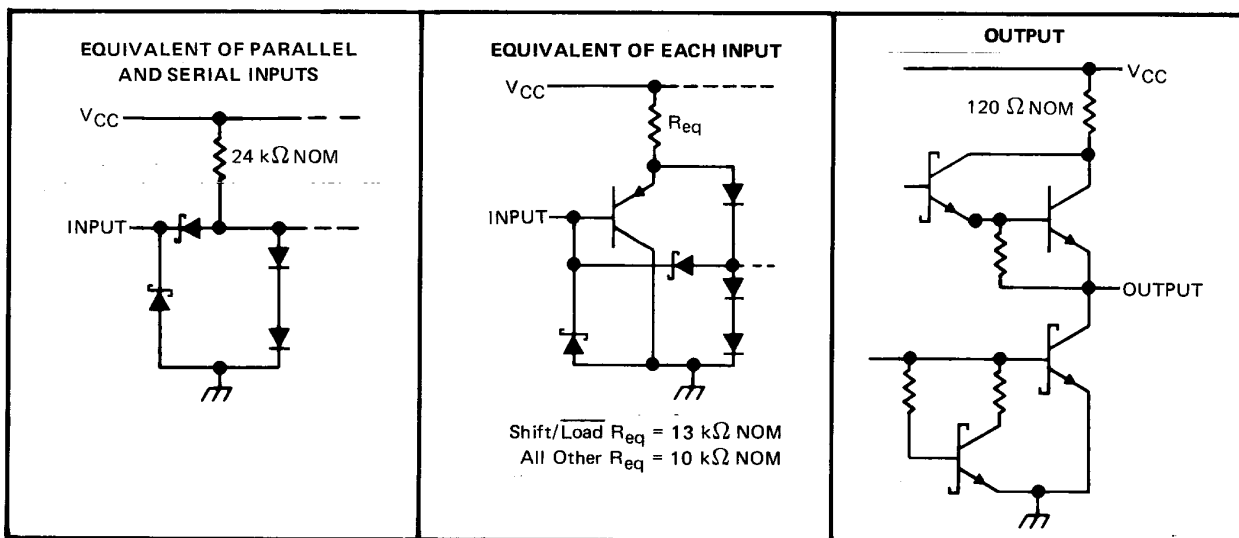 EQUIVALENT OF PARALLEL
AND SERIAL INPUTS
VCC
24 kΩ NOM
INPUT
EQUIVALENT OF EACH INPUT
VCC
Req
INPUT
Shift/L̅o̅a̅d̅ Req = 13 kΩ NOM
All Other Req = 10 kΩ NOM
OUTPUT
VCC
120 Ω NOM
OUTPUT